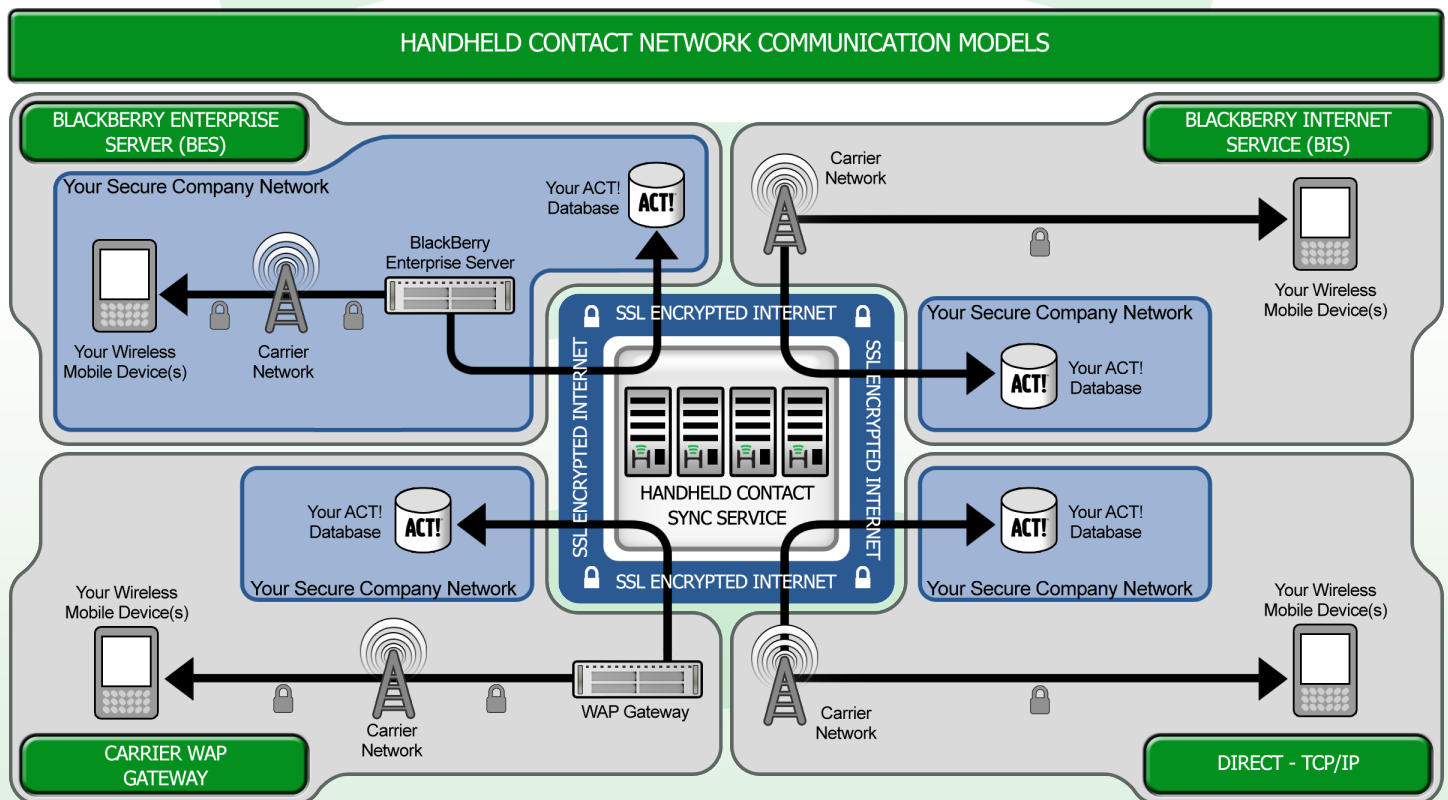 HANDHELD CONTACT NETWORK COMMUNICATION MODELS
BLACKBERRY ENTERPRISE
SERVER (BES)
Your Secure Company Network
Your ACT!
Database
ACT!
BlackBerry
Enterprise Server
Your Wireless
Mobile Device(s)
Carrier
Network
BLACKBERRY INTERNET
SERVICE (BIS)
Carrier
Network
Your Wireless
Mobile Device(s)
Your Secure Company Network
ACT!
Your ACT!
Database
SSL ENCRYPTED INTERNET
SSL ENCRYPTED INTERNET
SSL ENCRYPTED INTERNET
H
H
H
H
HANDHELD CONTACT
SYNC SERVICE
SSL ENCRYPTED INTERNET
Your ACT!
Database
ACT!
Your Secure Company Network
Your Wireless
Mobile Device(s)
Carrier
Network
WAP Gateway
CARRIER WAP
GATEWAY
ACT!
Your ACT!
Database
Your Secure Company Network
Your Wireless
Mobile Device(s)
Carrier
Network
DIRECT - TCP/IP